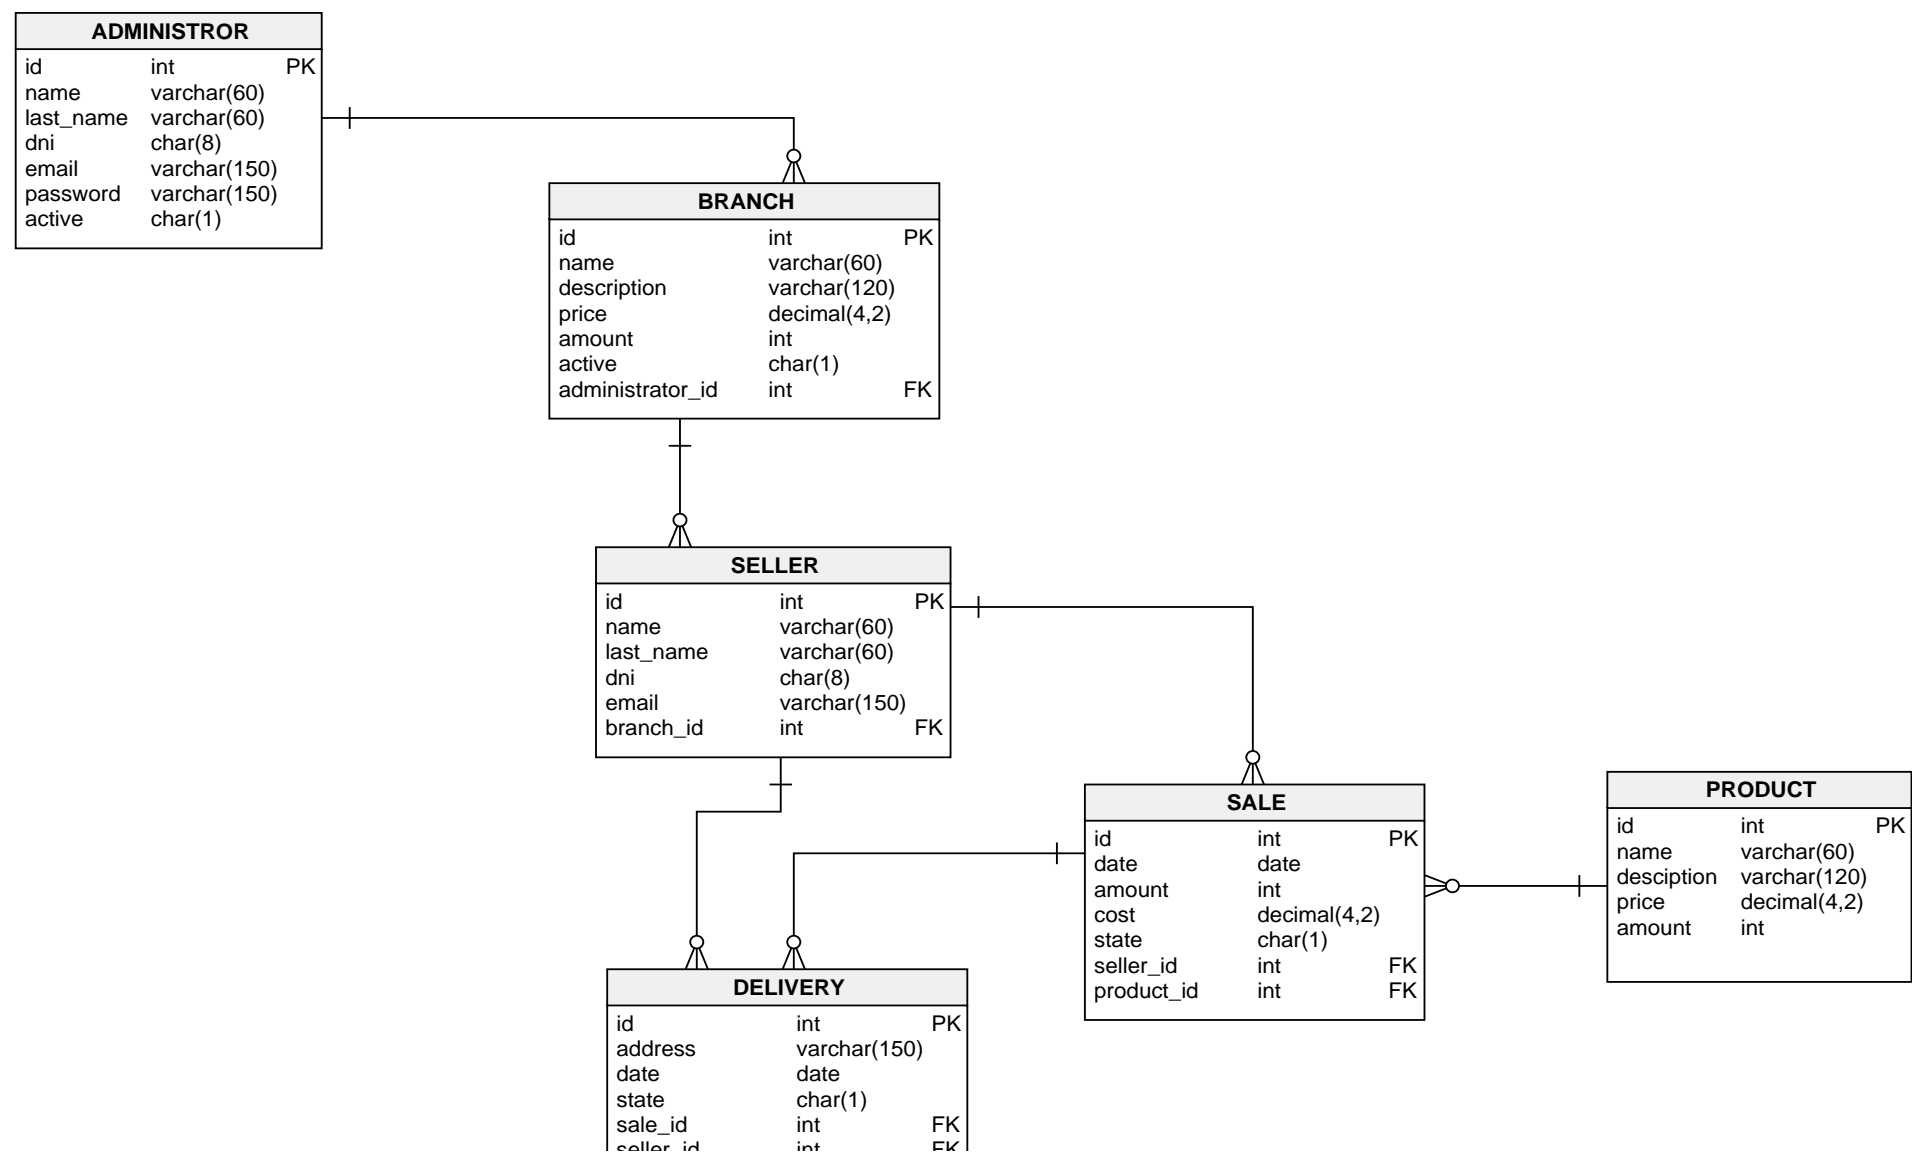 ADMINISTROR
id int PK
name varchar(60)
last_name varchar(60)
dni char(8)
email varchar(150)
password varchar(150)
active char(1)
BRANCH
id int PK
name varchar(60)
description varchar(120)
price decimal(4,2)
amount int
active char(1)
administrator_id int FK
SELLER
id int PK
name varchar(60)
last_name varchar(60)
dni char(8)
email varchar(150)
branch_id int FK
SALE
id int PK
date date
amount int
cost decimal(4,2)
state char(1)
seller_id int FK
product_id int FK
PRODUCT
id int PK
name varchar(60)
desciption varchar(120)
price decimal(4,2)
amount int
DELIVERY
id int PK
address varchar(150)
date date
state char(1)
sale_id int FK
seller_id int FK